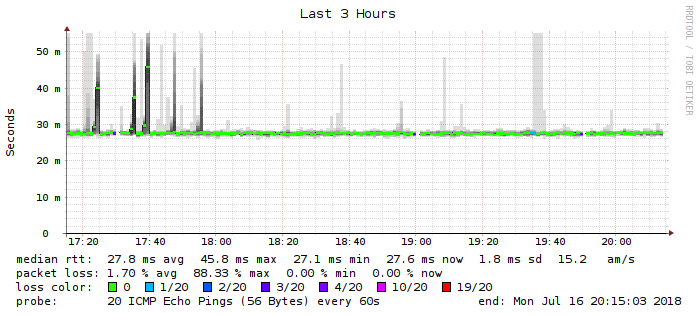 Last 3 Hours
RRDTOOL / TOBI OETIKER
Seconds
50 m
40 m
30 m
20 m
10 m
0
17:20 17:40 18:00 18:20 18:40 19:00 19:20 19:40 20:00
median rtt: 27.8 ms avg 45.8 ms max 27.1 ms min 27.6 ms now 1.8 ms sd 15.2 am/s
packet loss: 1.70 % avg 88.33 % max 0.00 % min 0.00 % now
loss color: 0 1/20 2/20 3/20 4/20 10/20 19/20
probe: 20 ICMP Echo Pings (56 Bytes) every 60s end: Mon Jul 16 20:15:03 2018